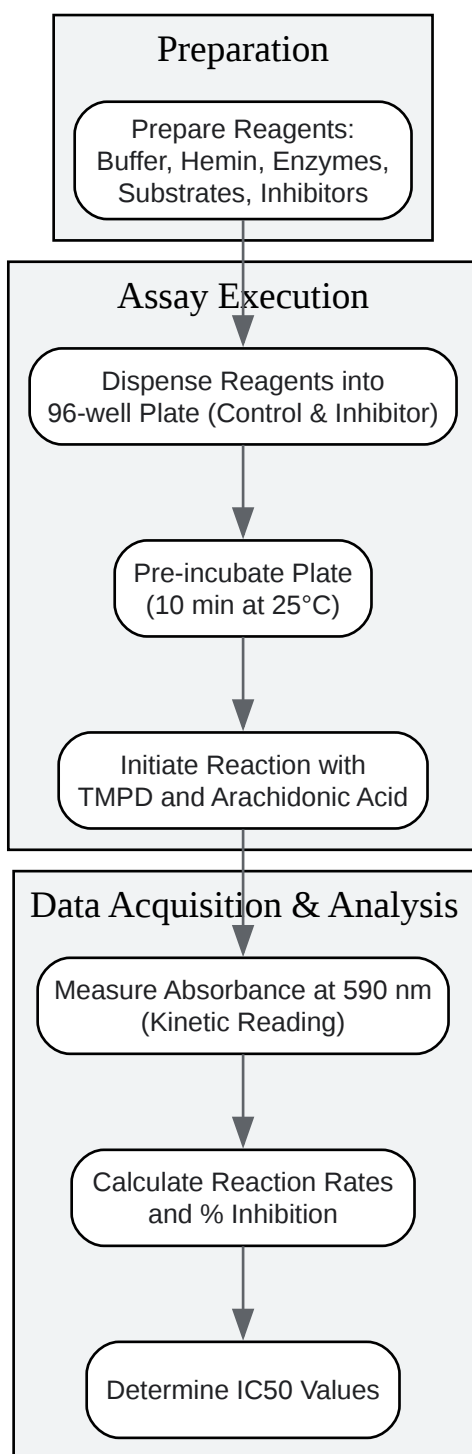 Preparation
Prepare Reagents:
Buffer, Hemin, Enzymes,
Substrates, Inhibitors
Assay Execution
Dispense Reagents into
96-well Plate (Control & Inhibitor)
Pre-incubate Plate
(10 min at 25°C)
Initiate Reaction with
TMPD and Arachidonic Acid
Data Acquisition & Analysis
Measure Absorbance at 590 nm
(Kinetic Reading)
Calculate Reaction Rates
and % Inhibition
Determine IC50 Values